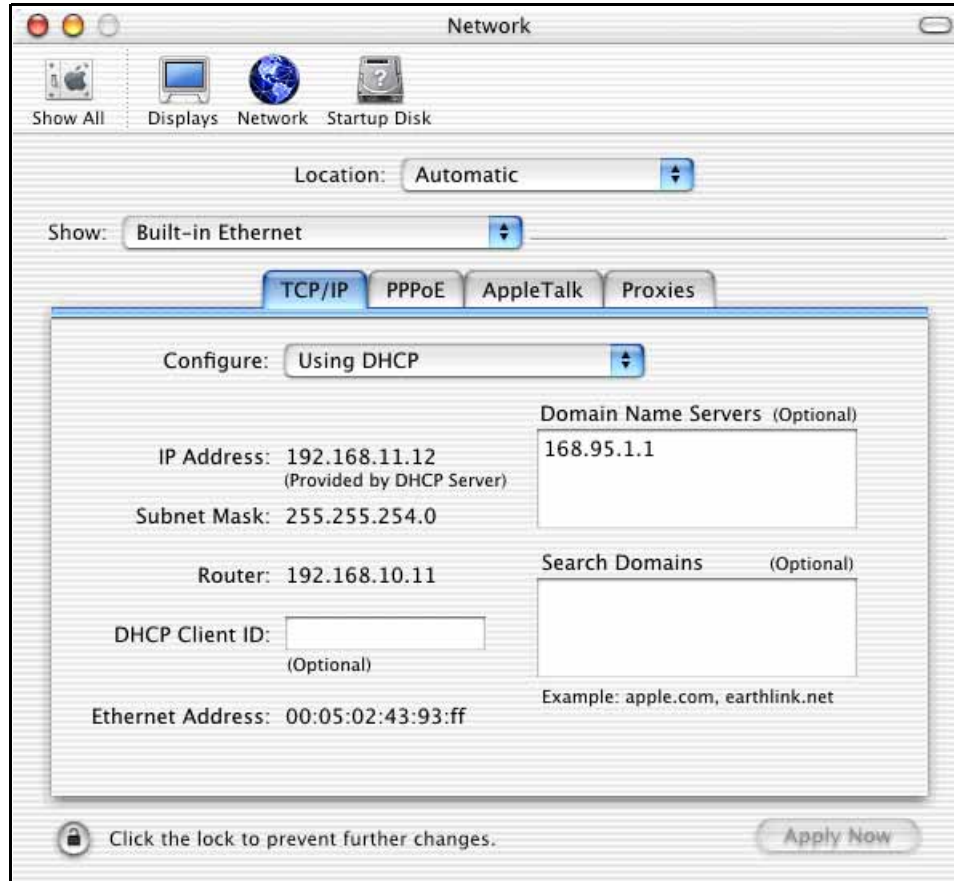 Network
Show All
Displays
Network
Startup Disk
Location: Automatic
Show: Built-in Ethernet
TCP/IP
PPPoE
AppleTalk
Proxies
Configure: Using DHCP
Domain Name Servers (Optional)
168.95.1.1
IP Address: 192.168.11.12
(Provided by DHCP Server)
Subnet Mask: 255.255.254.0
Router: 192.168.10.11
Search Domains (Optional)
DHCP Client ID:
(Optional)
Example: apple.com, earthlink.net
Ethernet Address: 00:05:02:43:93:ff
Click the lock to prevent further changes.
Apply Now